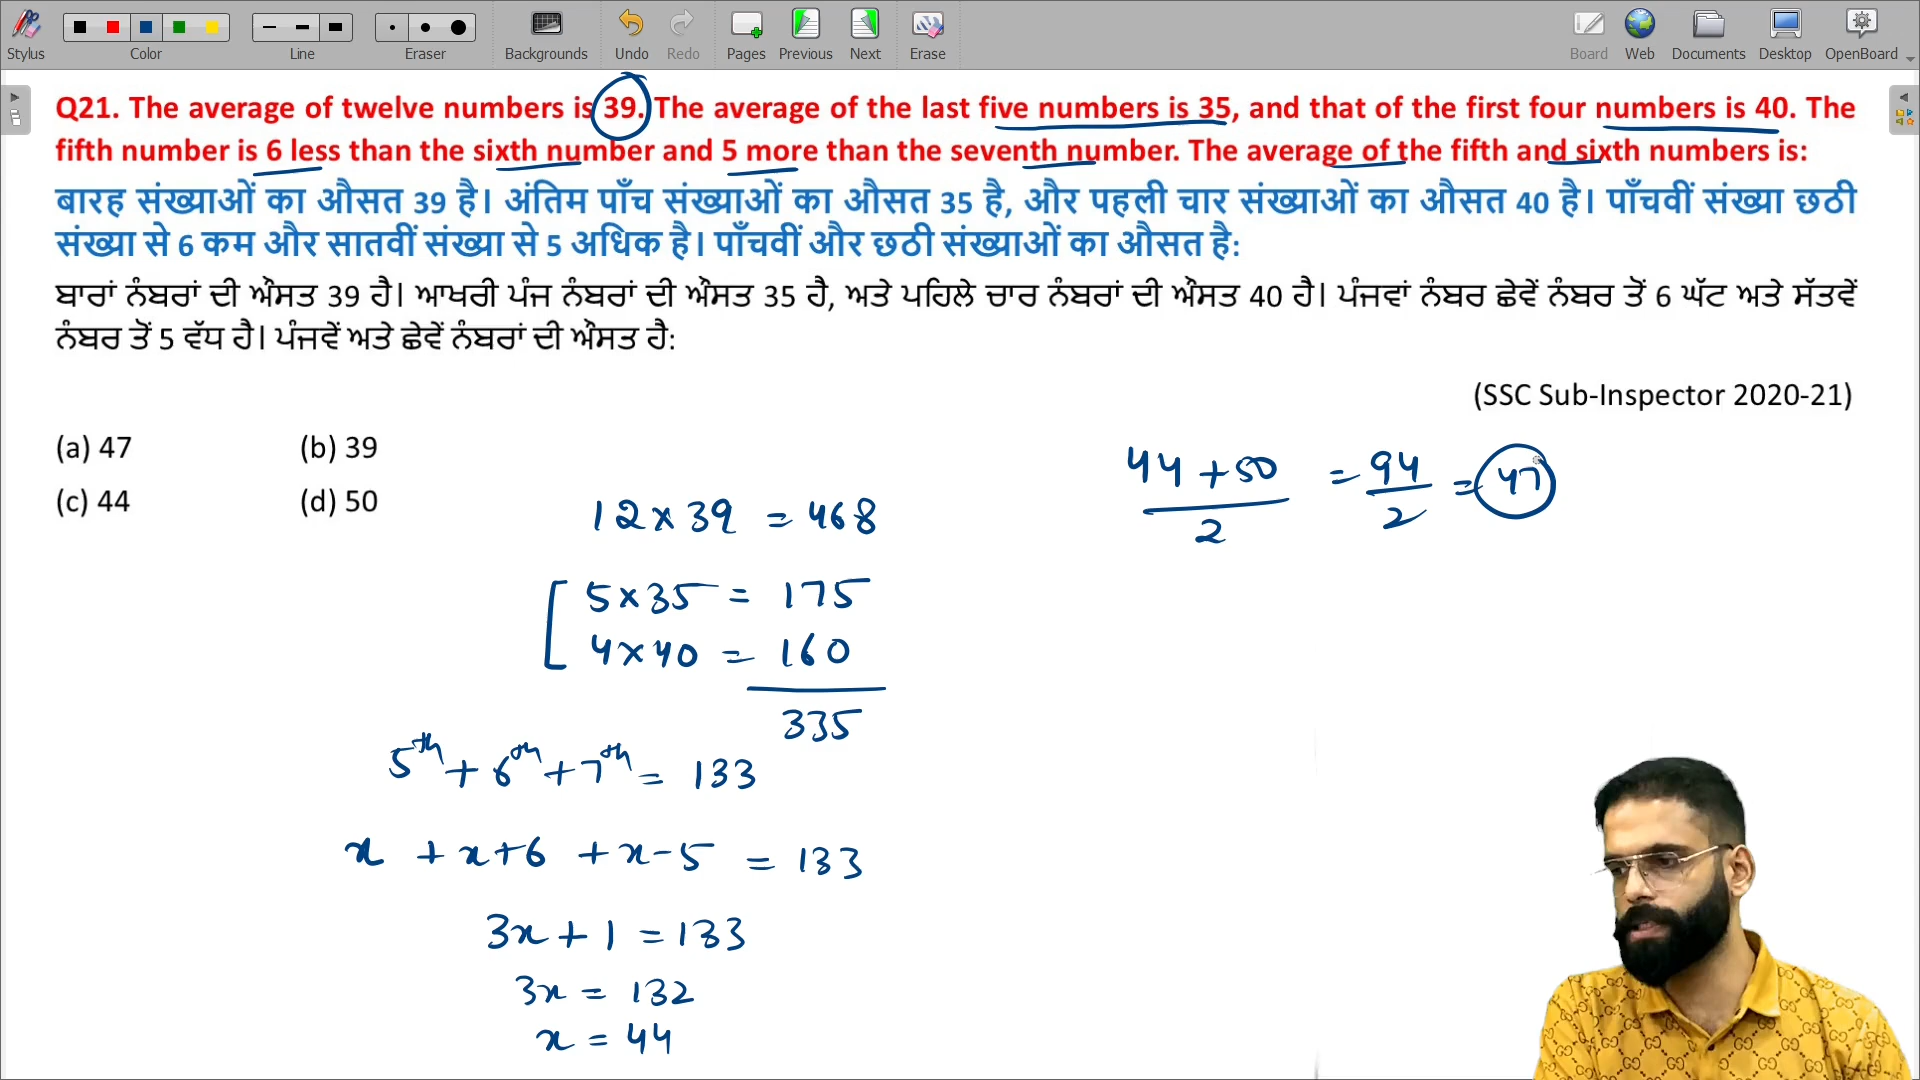 Stylus Color Line Eraser Backgrounds Undo Redo Pages Previous Next Erase Board Web Documents Desktop OpenBoard
Q21. The average of twelve numbers is 39. The average of the last five numbers is 35, and that of the first four numbers is 40. The
fifth number is 6 less than the sixth number and 5 more than the seventh number. The average of the fifth and sixth numbers is:
बारह संख्याओं का औसत 39 है। अंतिम पाँच संख्याओं का औसत 35 है, और पहली चार संख्याओं का औसत 40 है। पाँचवीं संख्या छठी
संख्या से 6 कम और सातवीं संख्या से 5 अधिक है। पाँचवीं और छठी संख्याओं का औसत है:
ਬਾਰਾਂ ਨੰਬਰਾਂ ਦੀ ਔਸਤ 39 ਹੈ। ਆਖਰੀ ਪੰਜ ਨੰਬਰਾਂ ਦੀ ਔਸਤ 35 ਹੈ, ਅਤੇ ਪਹਿਲੇ ਚਾਰ ਨੰਬਰਾਂ ਦੀ ਔਸਤ 40 ਹੈ। ਪੰਜਵਾਂ ਨੰਬਰ ਛੇਵੇਂ ਨੰਬਰ ਤੋਂ 6 ਘੱਟ ਅਤੇ ਸੱਤਵੇਂ
ਨੰਬਰ ਤੋਂ 5 ਵੱਧ ਹੈ। ਪੰਜਵੇਂ ਅਤੇ ਛੇਵੇਂ ਨੰਬਰਾਂ ਦੀ ਔਸਤ ਹੈ:
(SSC Sub-Inspector 2020-21)
(a) 47 (b) 39
(c) 44 (d) 50
12 × 39 = 468
5 × 35 = 175
4 × 40 = 160
335
5th + 6th + 7th = 133
x + x+6 + x-5 = 133
3x + 1 = 133
3x = 132
x = 44
44 + 50 = 94 = 47
2 2